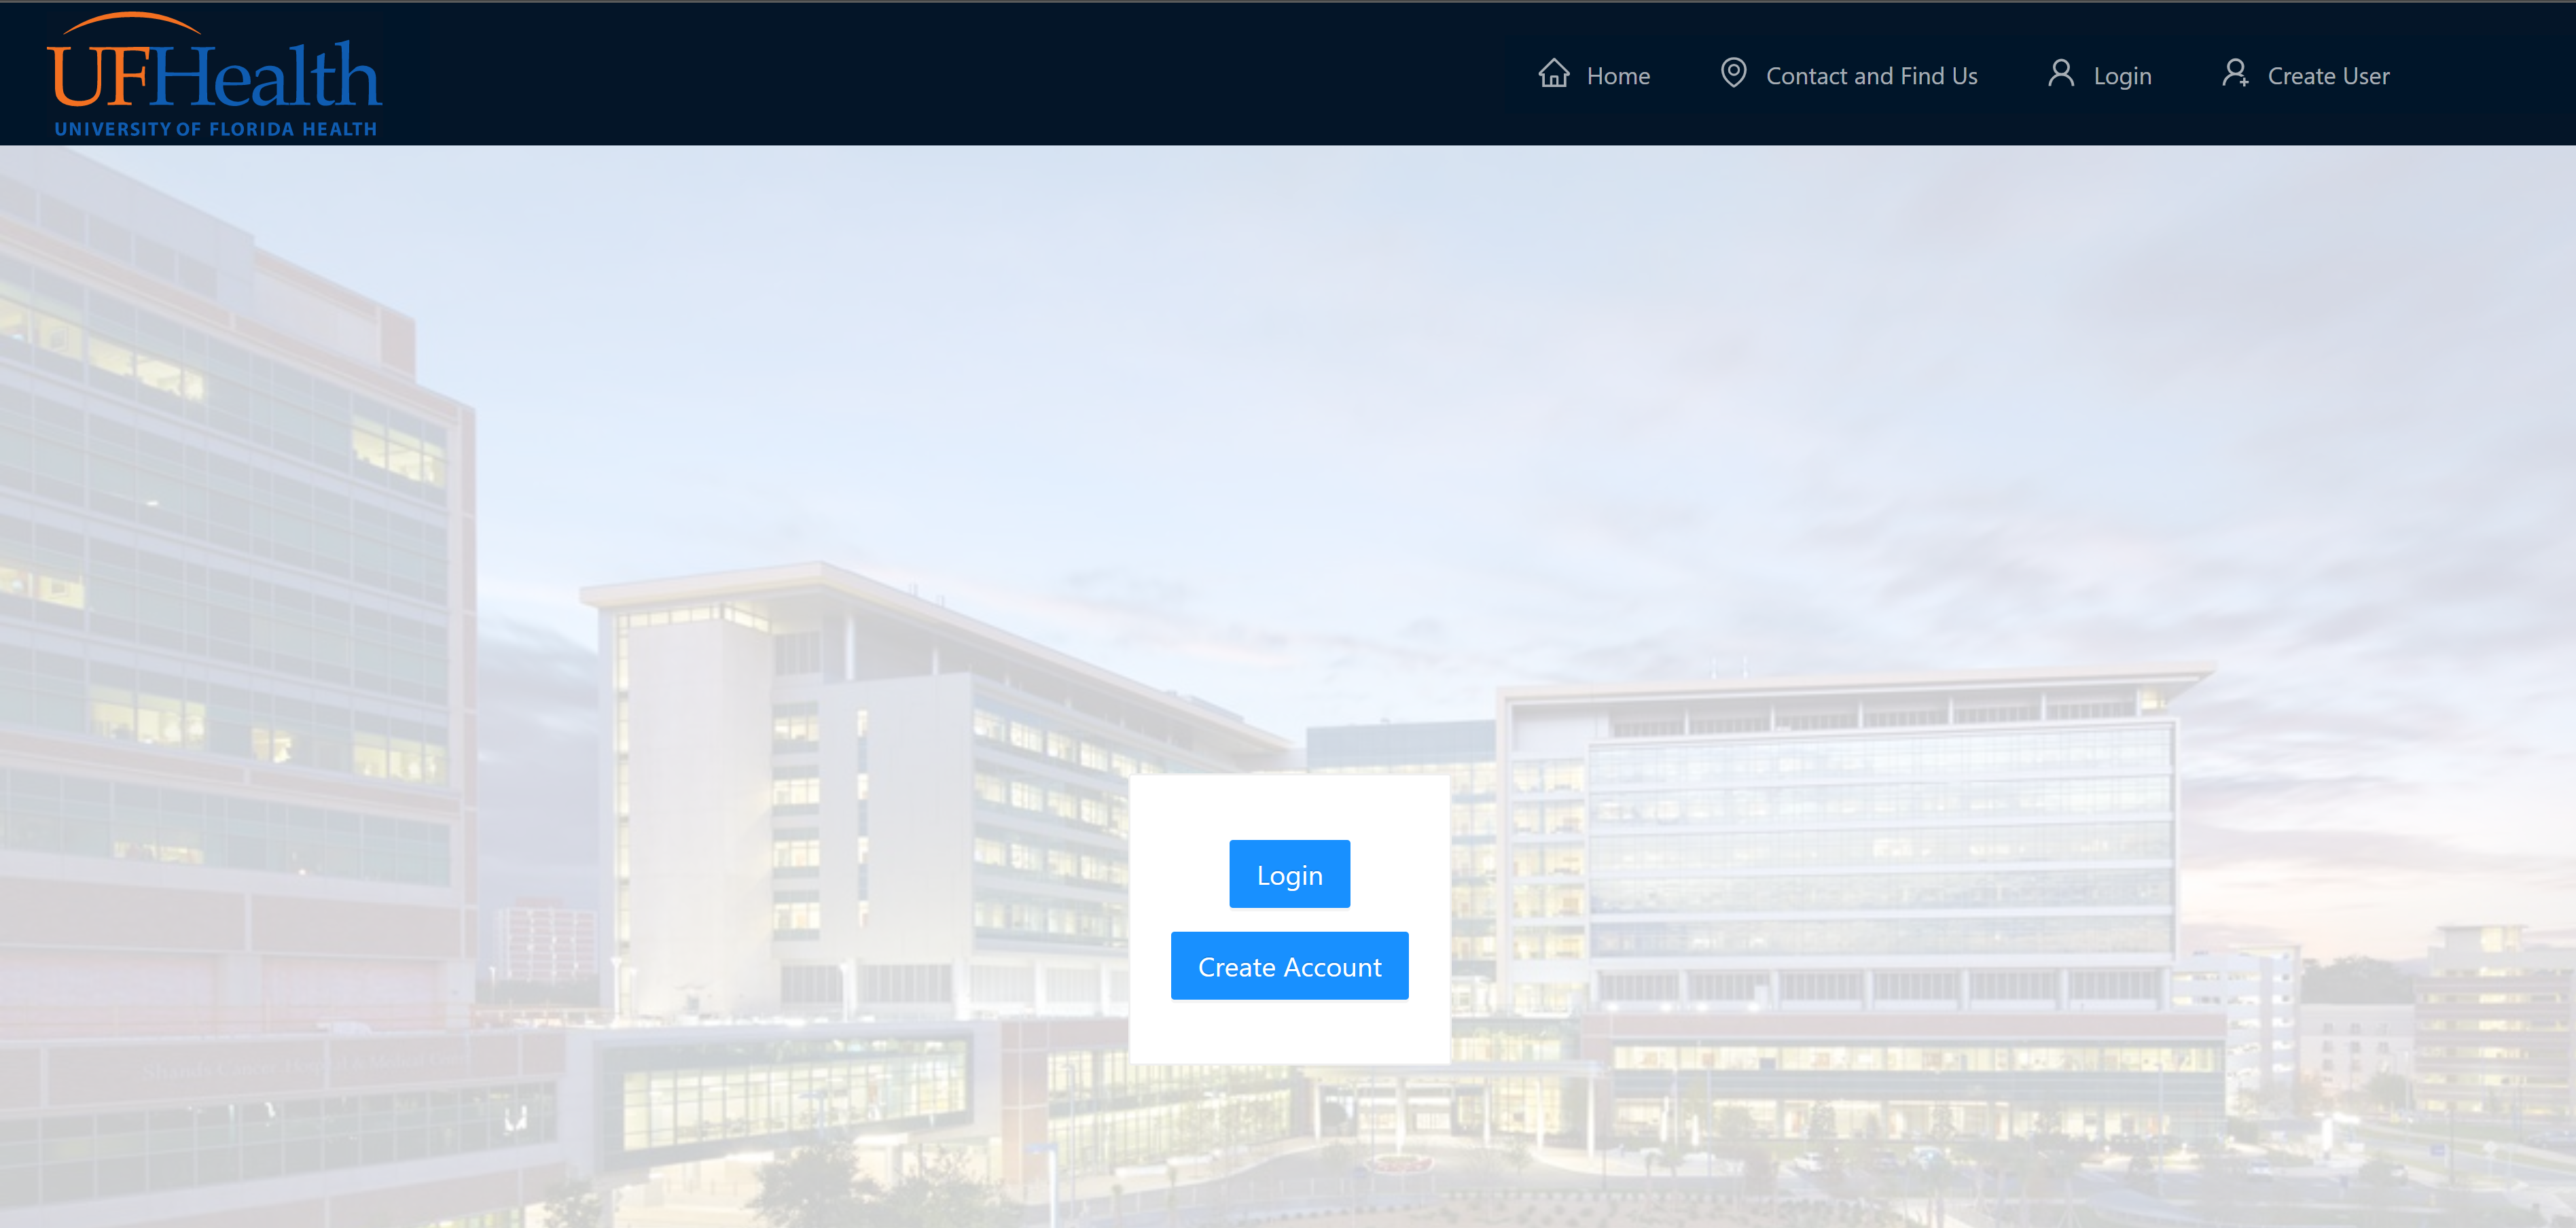 UFHealth
UNIVERSITY OF FLORIDA HEALTH
Home
Contact and Find Us
Login
Create User
Login
Create Account